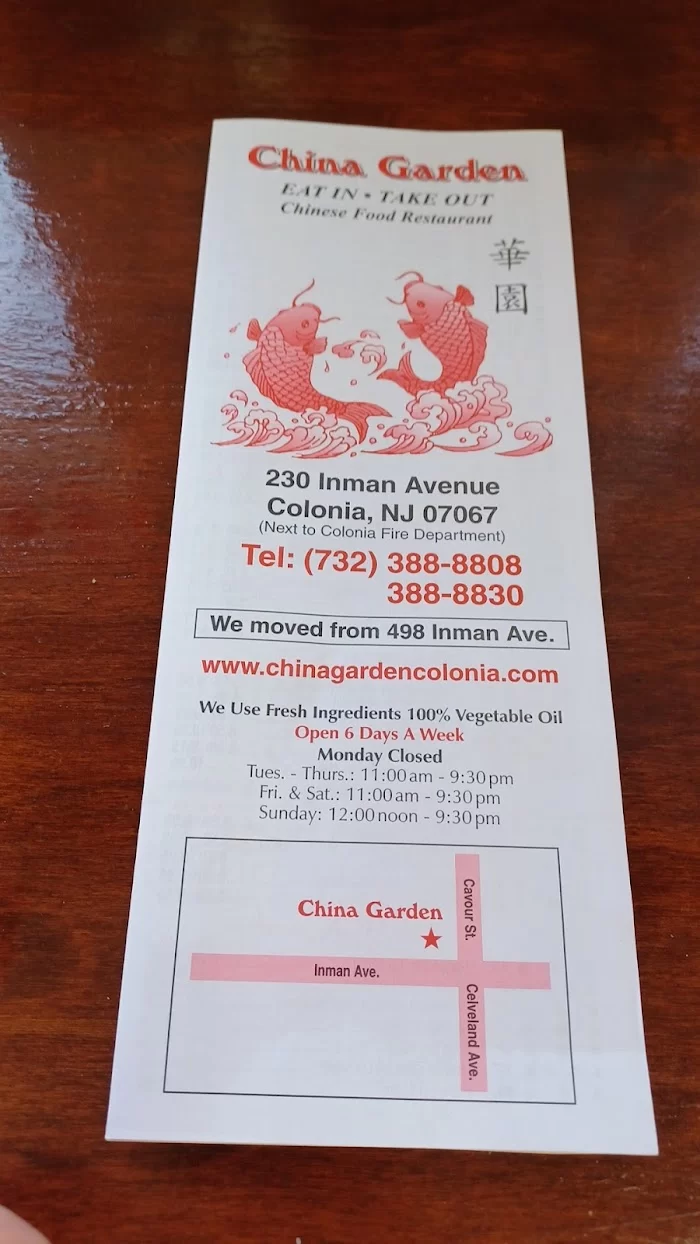 China Garden
EAT IN • TAKE OUT
Chinese Food Restaurant
華
園
230 Inman Avenue
Colonia, NJ 07067
(Next to Colonia Fire Department)
Tel: (732) 388-8808
388-8830
We moved from 498 Inman Ave.
www.chinagardencolonia.com
We Use Fresh Ingredients 100% Vegetable Oil
Open 6 Days A Week
Monday Closed
Tues. - Thurs.: 11:00am - 9:30pm
Fri. & Sat.: 11:00am - 9:30pm
Sunday: 12:00noon - 9:30pm
China Garden
Cavour St.
Inman Ave.
Celveland Ave.